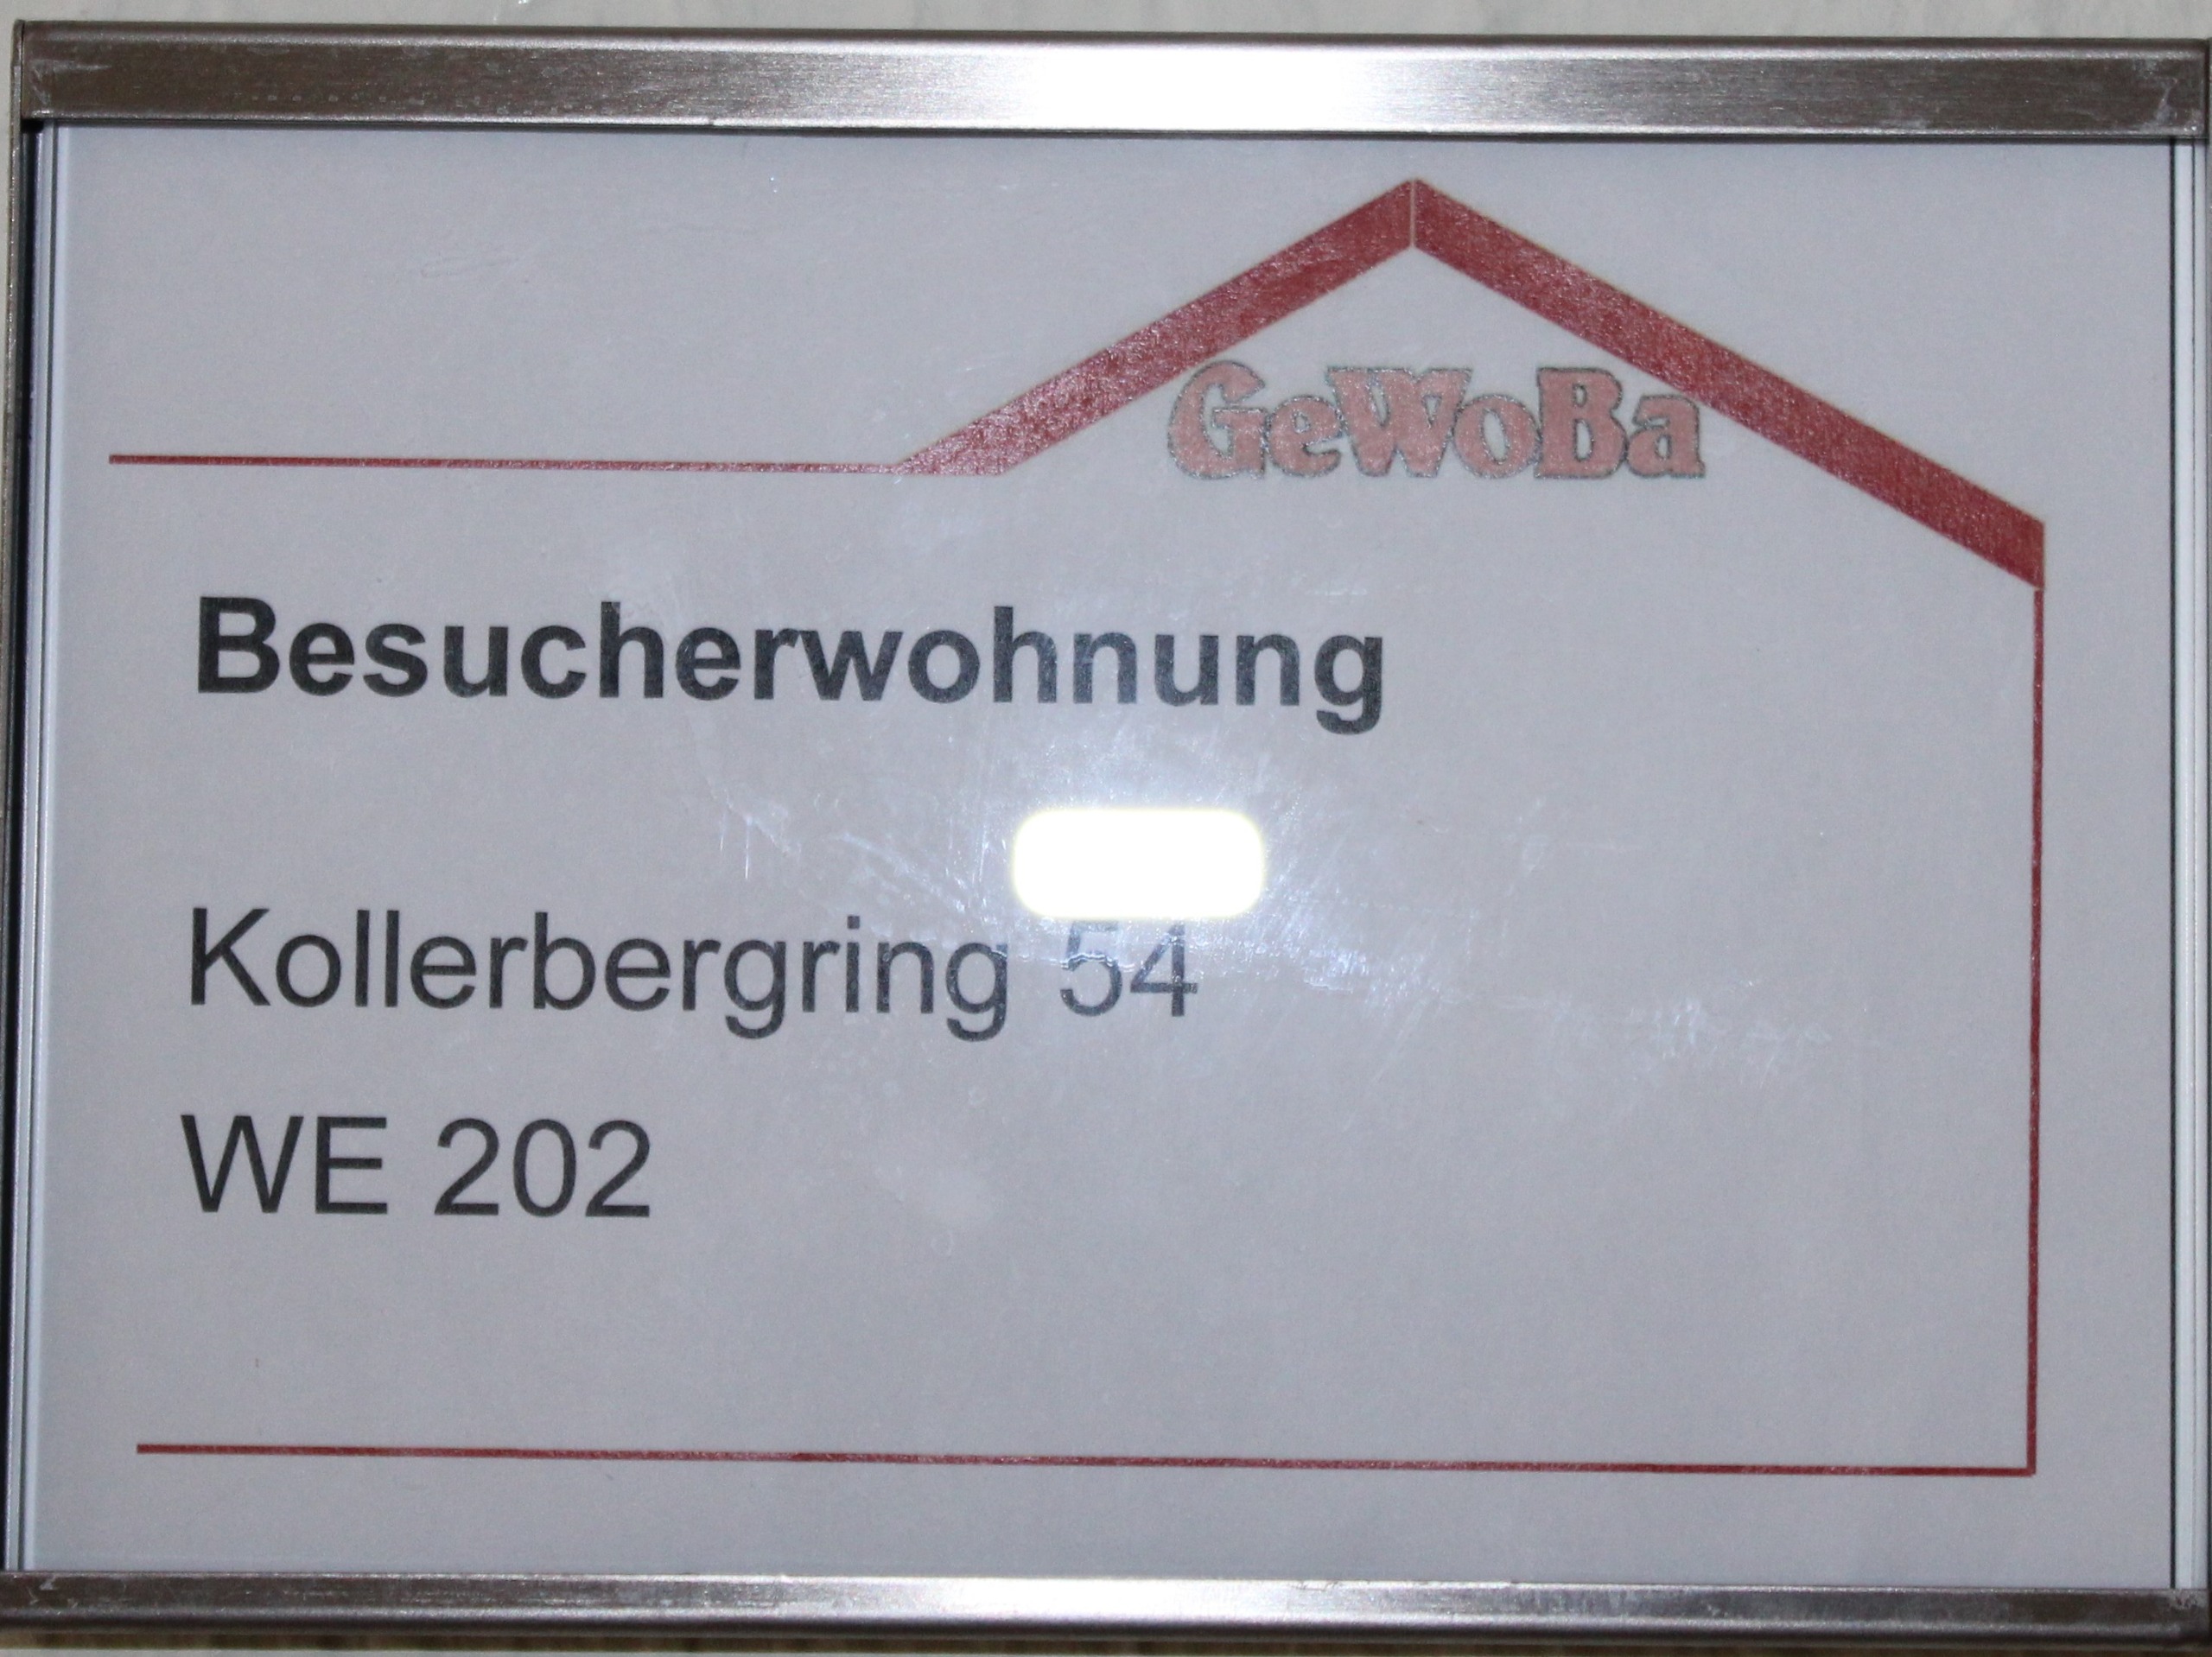 GeWoBa
Besucherwohnung
Kollerbergring 54
WE 202